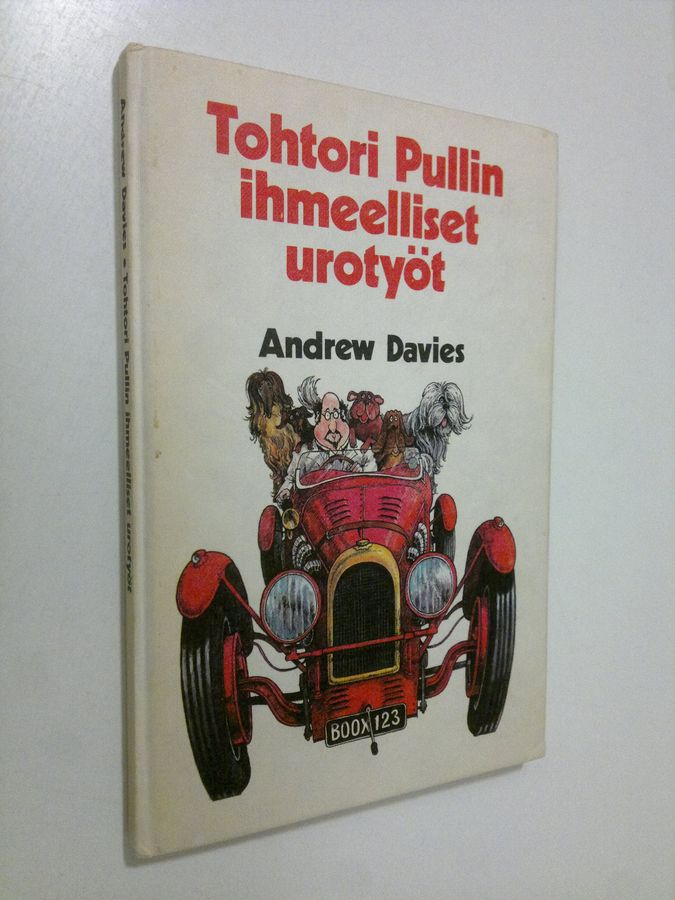 Tohtori Pullin
ihmeelliset
urotyöt
Andrew Davies
BOOX 123
Andrew Davies • Tohtori Pullin ihmeelliset urotyöt